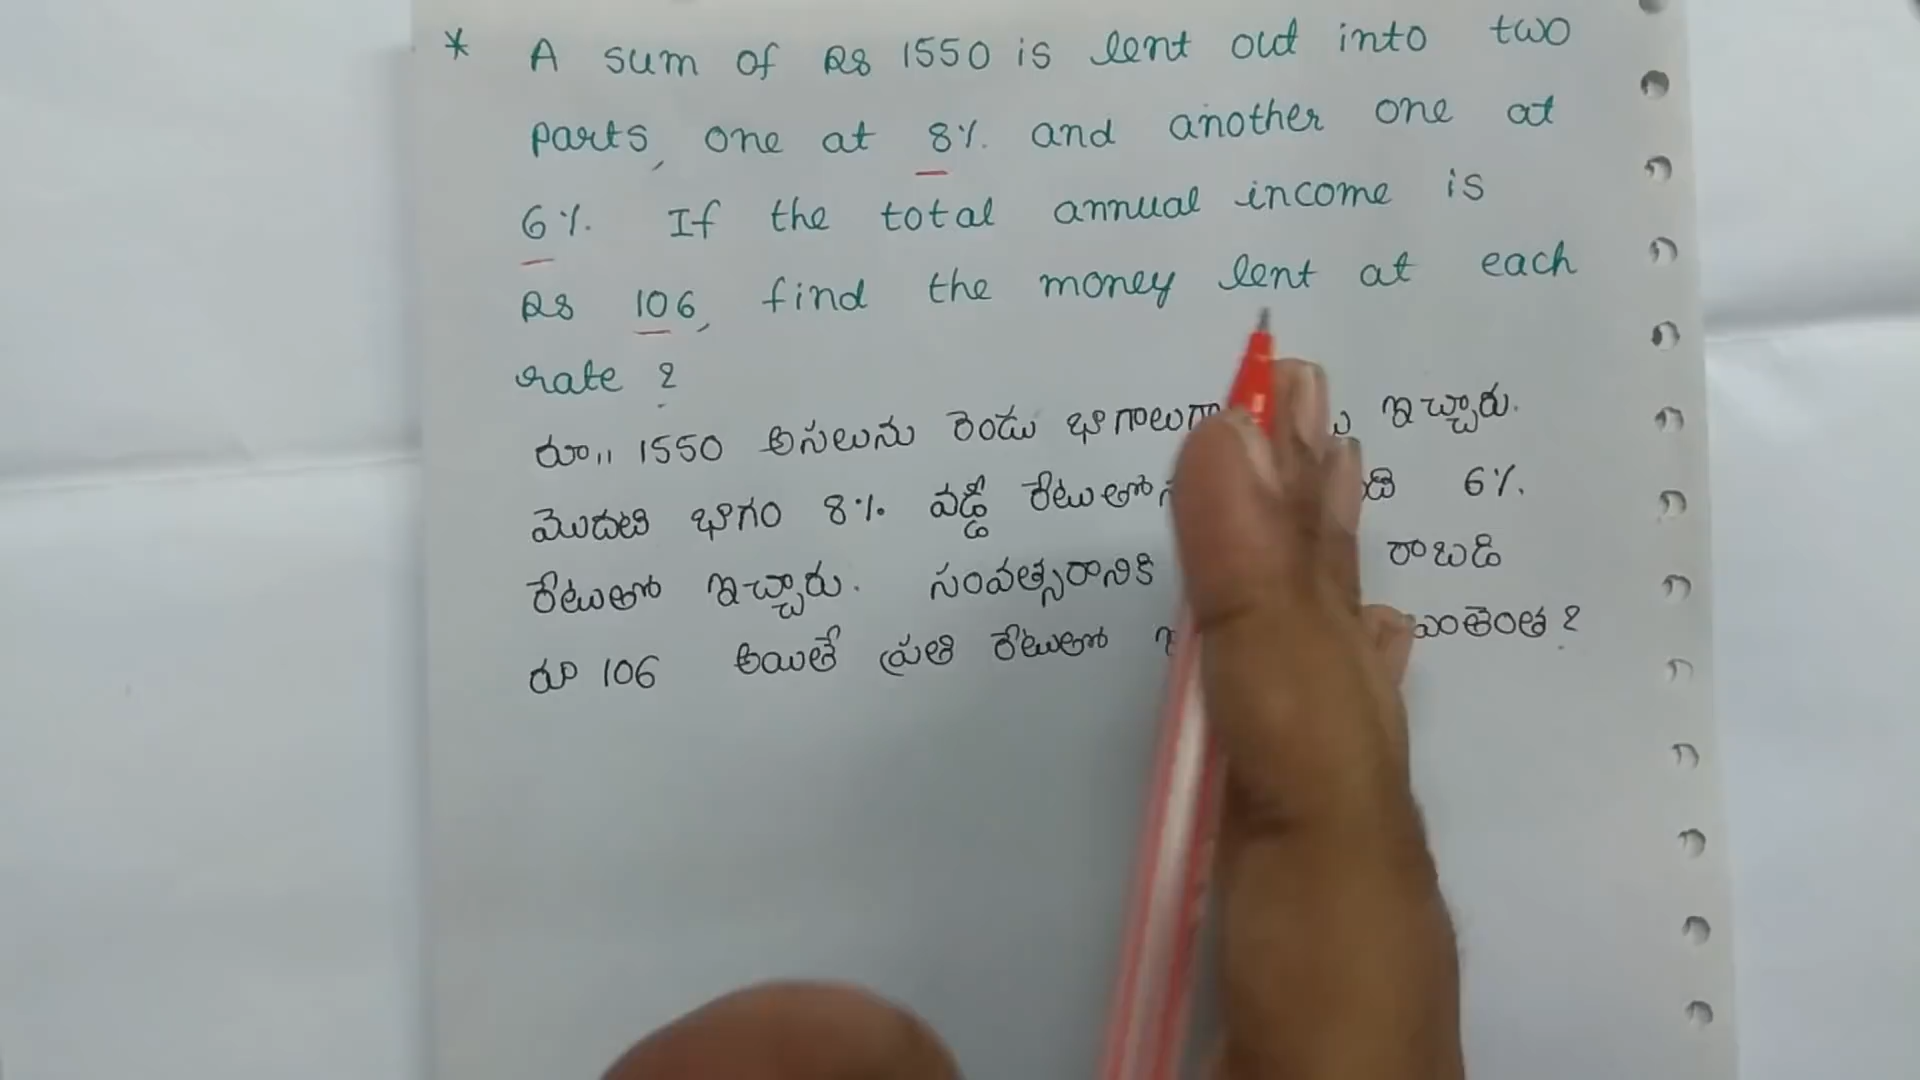 * A sum of Rs 1550 is lent out into two
parts, one at 8%. and another one at
6%. If the total annual income is
Rs 106, find the money lent at each
rate ?
రూ॥ 1550 అసలును రెండు భాగాలుగా ఇచ్చారు.
మొదటి భాగం 8%. వడ్డీ రేటుతో 6%.
రేటుతో ఇచ్చారు. సంవత్సరానికి రాబడి
రూ 106 అయితే ప్రతి రేటుతో ఎంతెంత ?